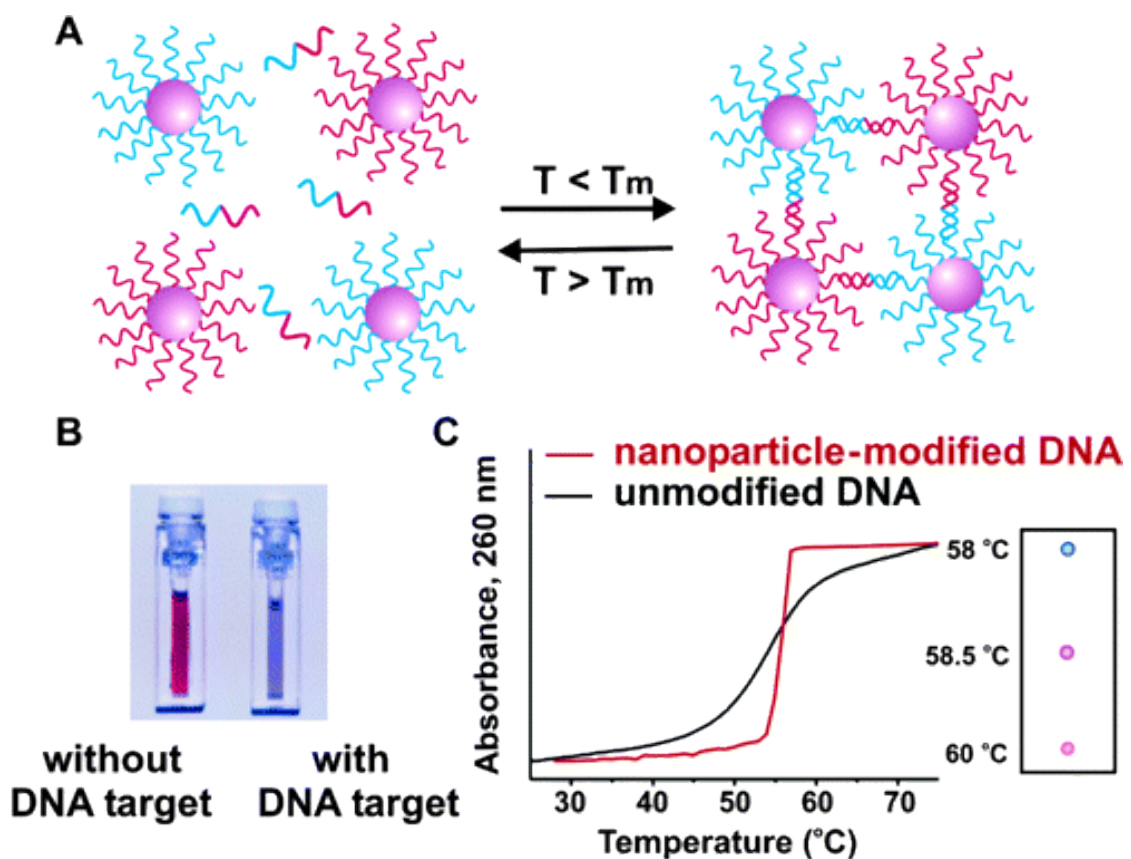 A
T < Tm
T > Tm
B
without
DNA target
with
DNA target
C
nanoparticle-modified DNA
unmodified DNA
Absorbance, 260 nm
30
40
50
60
70
Temperature (°C)
58 °C
58.5 °C
60 °C